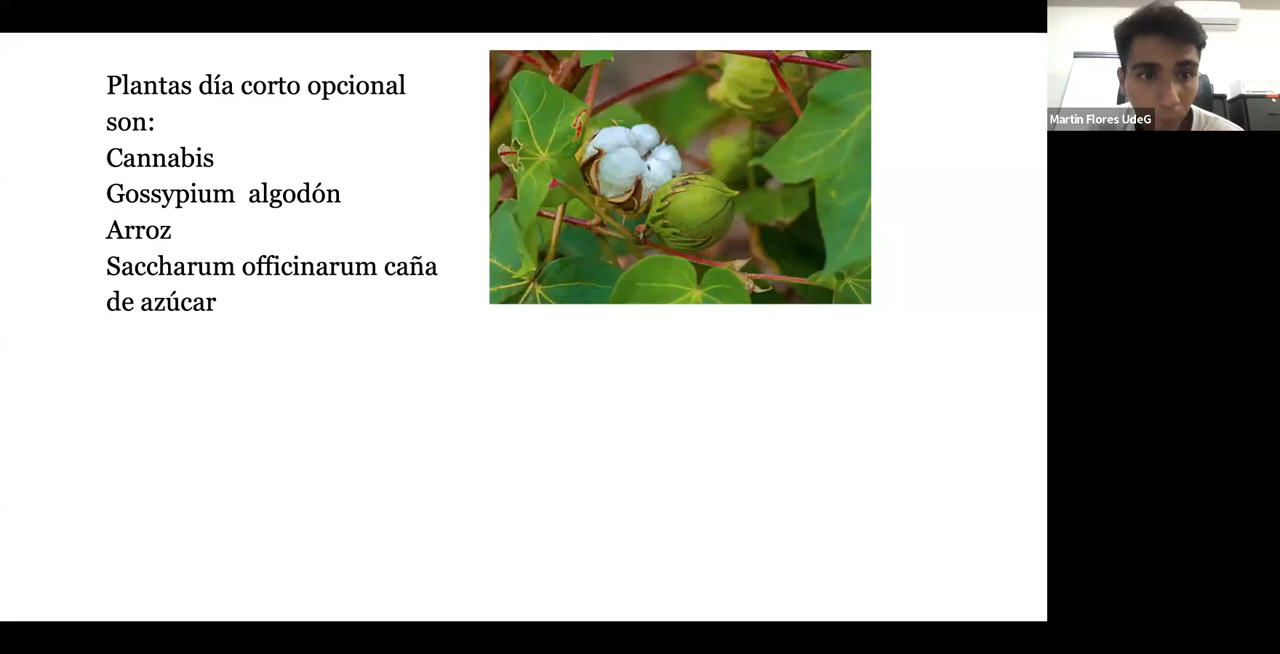 Plantas día corto opcional
son:
Cannabis
Gossypium  algodón
Arroz
Saccharum officinarum caña
de azúcar
Martin Flores UdeG